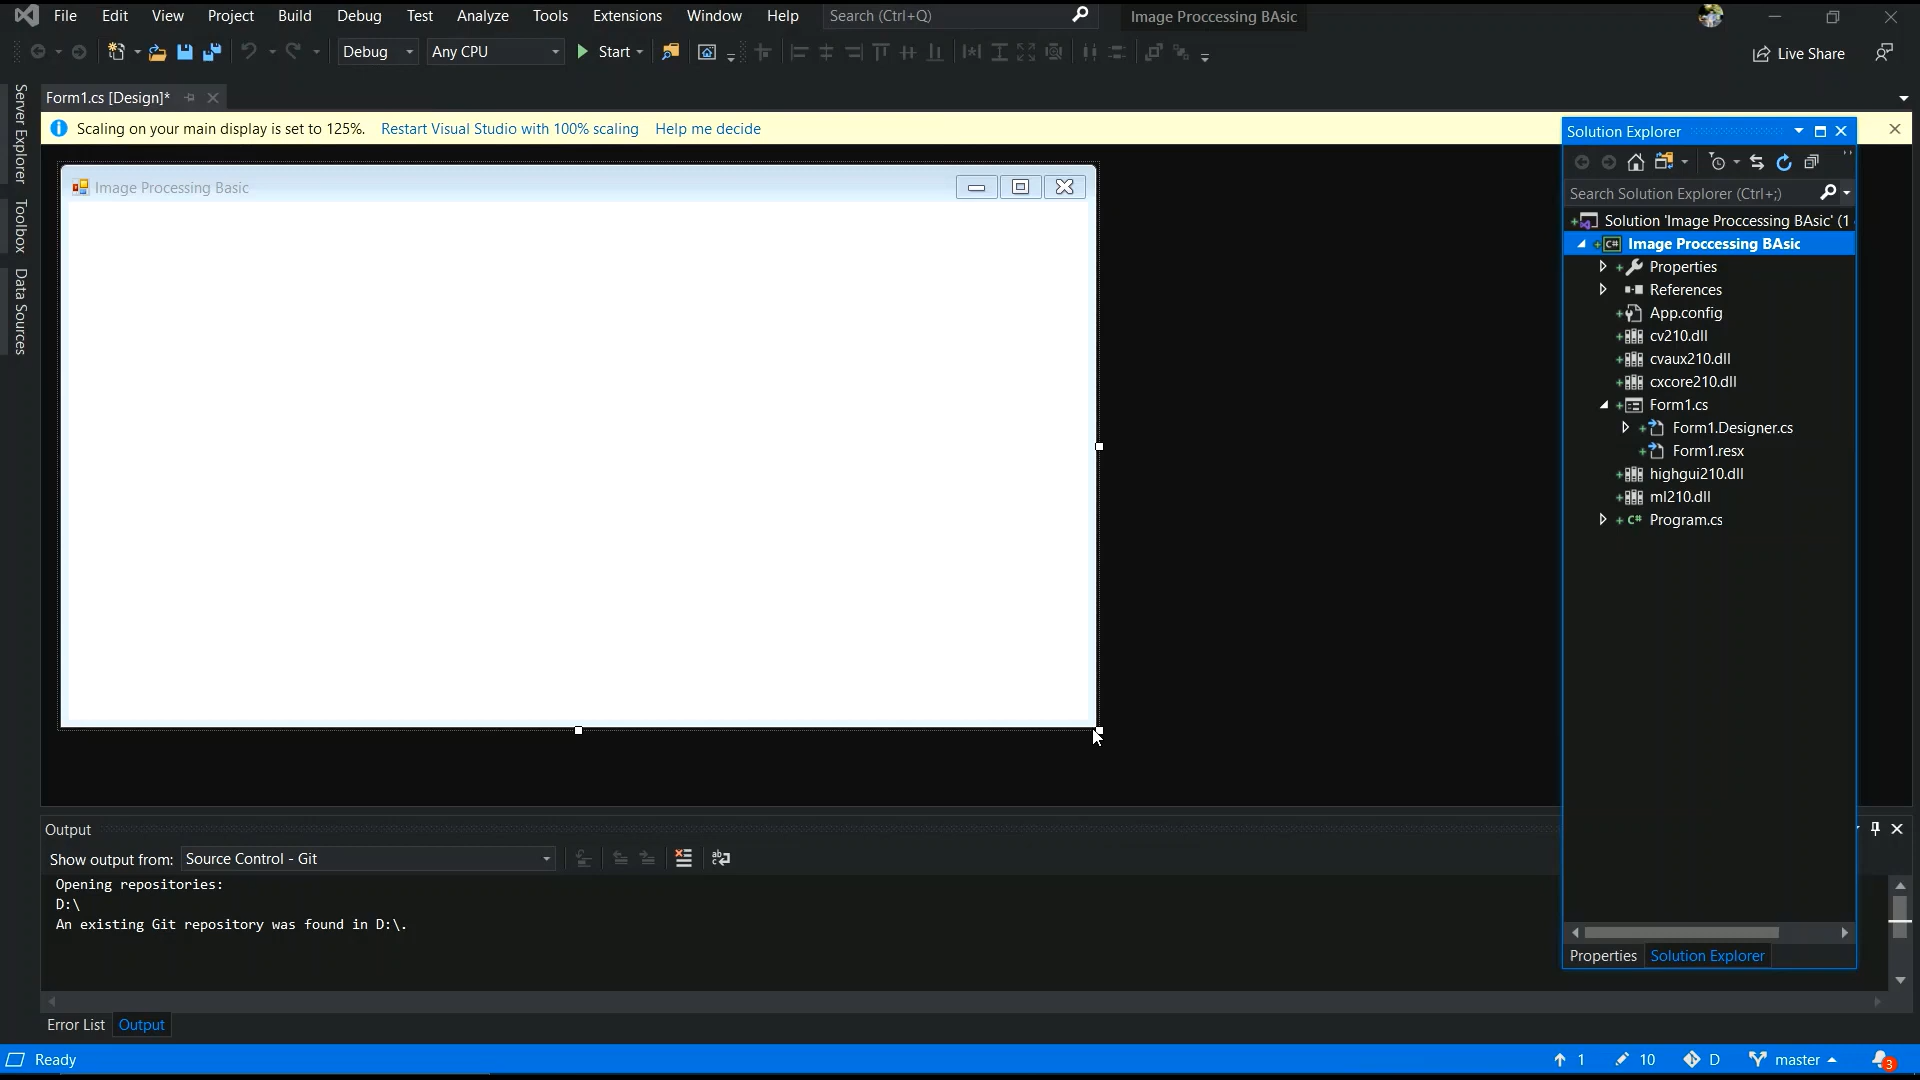 File Edit View Project Build Debug Test Analyze Tools Extensions Window Help Search (Ctrl+Q) Image Proccessing BAsic
Debug Any CPU Start Live Share
Form1.cs [Design]*
Scaling on your main display is set to 125%. Restart Visual Studio with 100% scaling Help me decide
Server Explorer
Toolbox
Data Sources
Image Processing Basic
Solution Explorer
Search Solution Explorer (Ctrl+;)
Solution 'Image Proccessing BAsic' (1
C# Image Proccessing BAsic
Properties
References
App.config
cv210.dll
cvaux210.dll
cxcore210.dll
Form1.cs
Form1.Designer.cs
Form1.resx
highgui210.dll
ml210.dll
C# Program.cs
Properties Solution Explorer
Output
Show output from: Source Control - Git
Opening repositories:
D:\
An existing Git repository was found in D:\.
Error List Output
Ready 1 10 D master 3